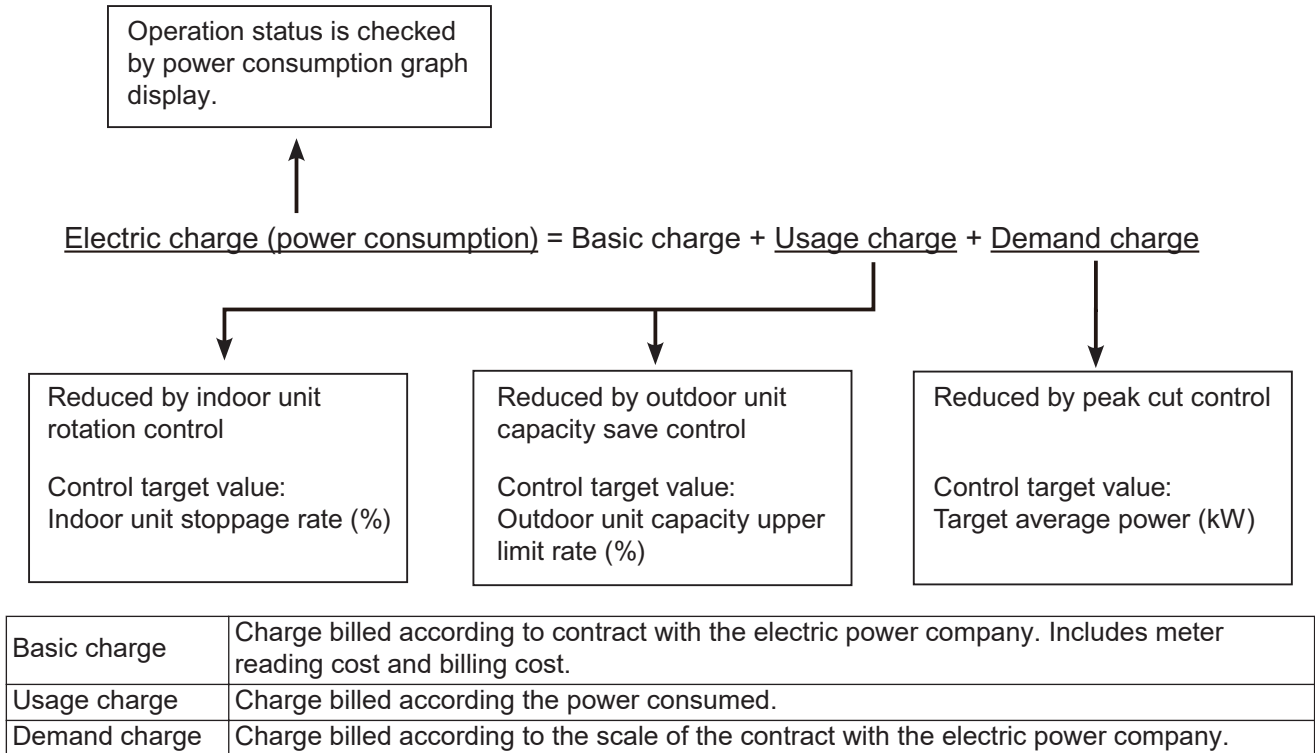 Operation status is checked
by power consumption graph
display.
Electric charge (power consumption) = Basic charge + Usage charge + Demand charge
Reduced by indoor unit
rotation control
Control target value:
Indoor unit stoppage rate (%)
Reduced by outdoor unit
capacity save control
Control target value:
Outdoor unit capacity upper
limit rate (%)
Reduced by peak cut control
Control target value:
Target average power (kW)
Basic charge
Charge billed according to contract with the electric power company. Includes meter
reading cost and billing cost.
Usage charge
Charge billed according the power consumed.
Demand charge
Charge billed according to the scale of the contract with the electric power company.